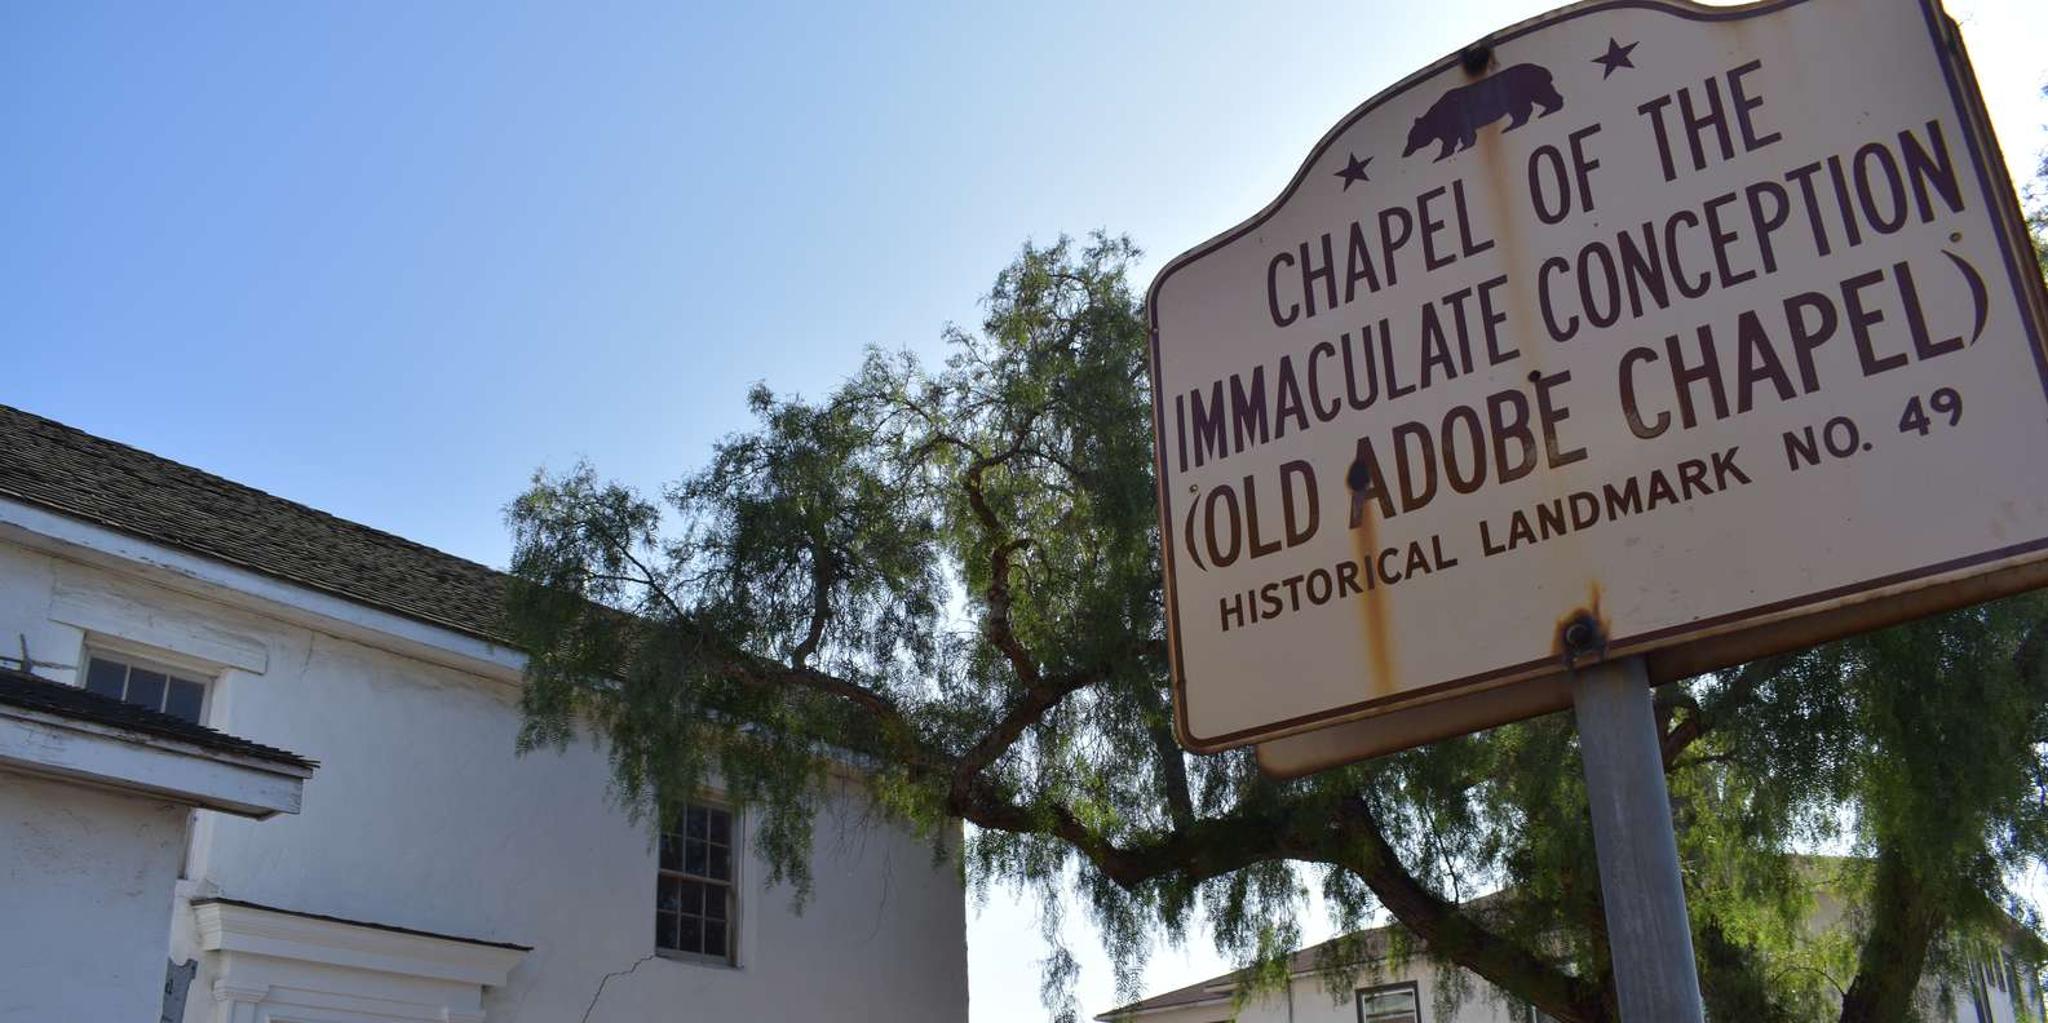 CHAPEL OF THE
IMMACULATE CONCEPTION
(OLD ADOBE CHAPEL)
HISTORICAL LANDMARK NO. 49